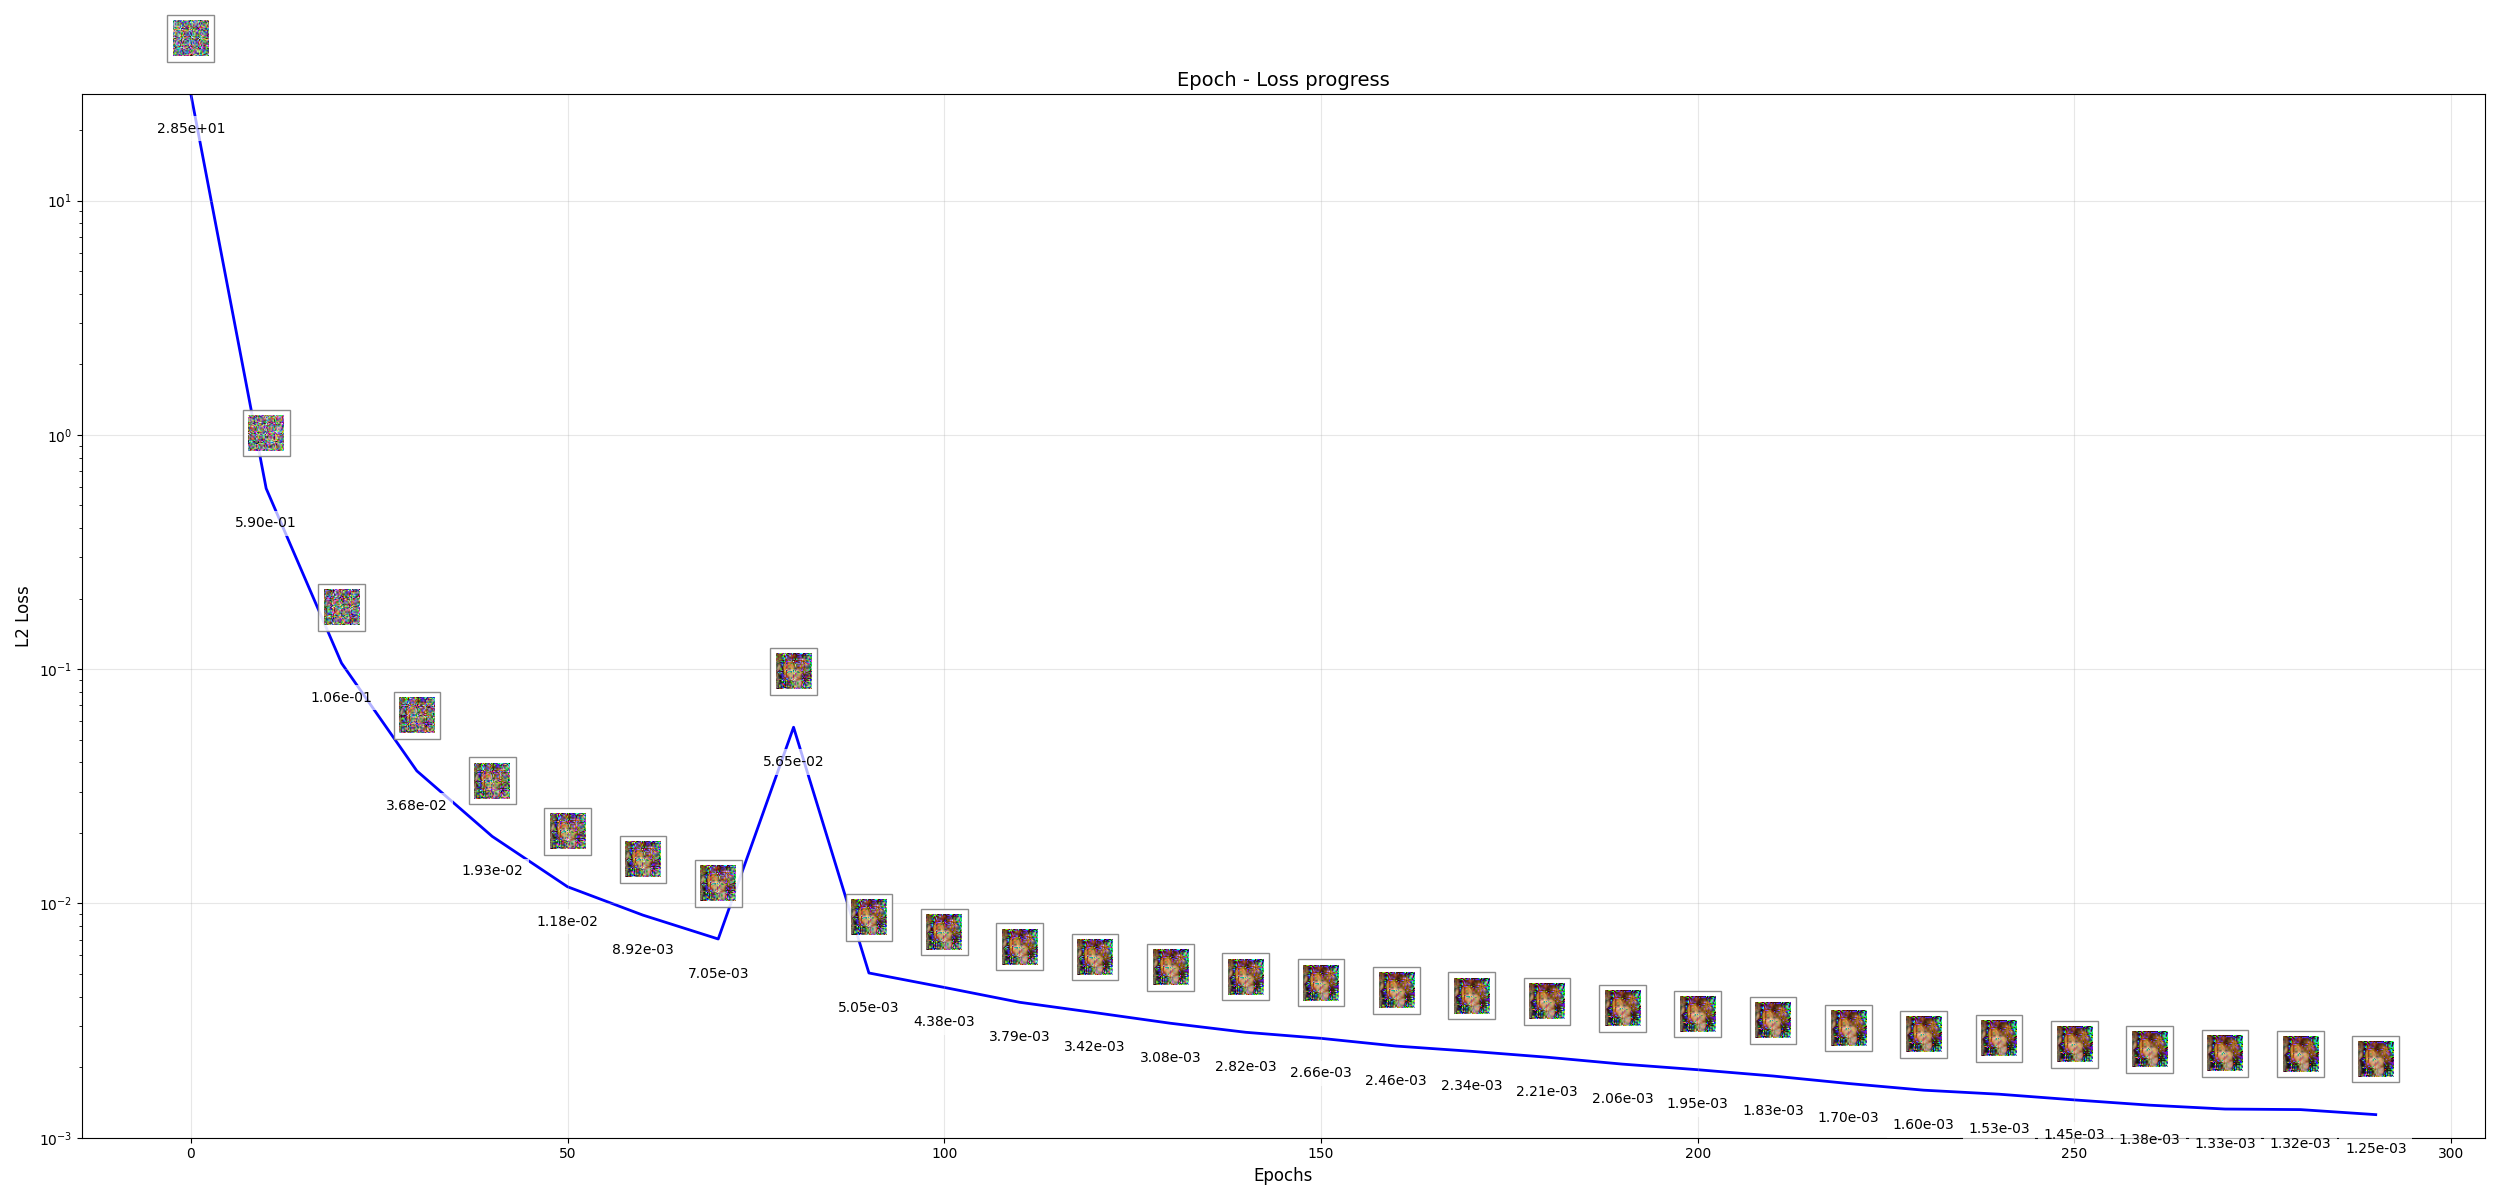 Epoch - Loss progress
2.85e+01
10¹
5.90e-01
10⁰
1.06e-01
L2 Loss
10⁻¹
5.65e-02
3.68e-02
1.93e-02
1.18e-02
8.92e-03
7.05e-03
10⁻²
5.05e-03
4.38e-03
3.79e-03
3.42e-03
3.08e-03
2.82e-03
2.66e-03
2.46e-03
2.34e-03
2.21e-03
2.06e-03
1.95e-03
1.83e-03
1.70e-03
1.60e-03
1.53e-03
1.45e-03
1.38e-03
1.33e-03
1.32e-03
1.25e-03
10⁻³
0 50 100 150 200 250 300
Epochs